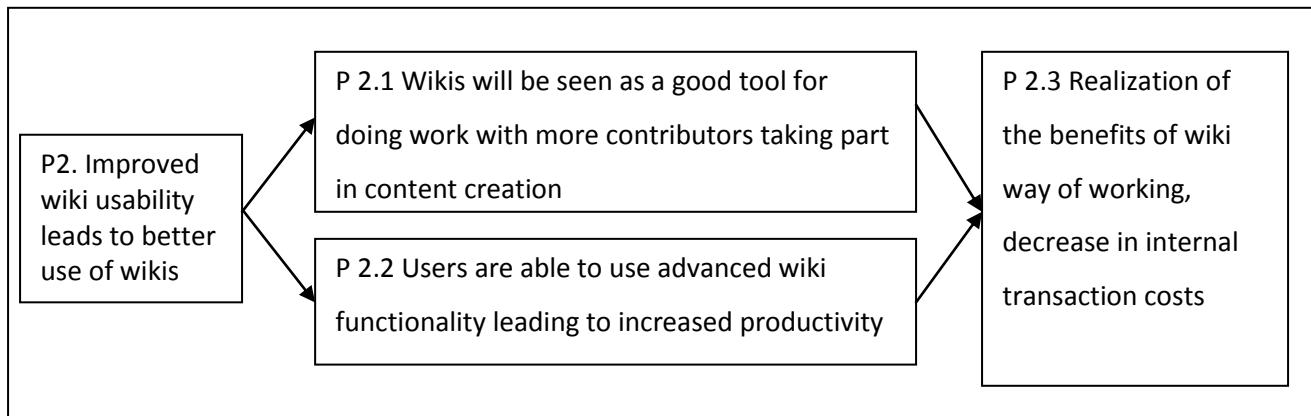 P2. Improved
wiki usability
leads to better
use of wikis
P 2.1 Wikis will be seen as a good tool for
doing work with more contributors taking part
in content creation
P 2.2 Users are able to use advanced wiki
functionality leading to increased productivity
P 2.3 Realization of
the benefits of wiki
way of working,
decrease in internal
transaction costs